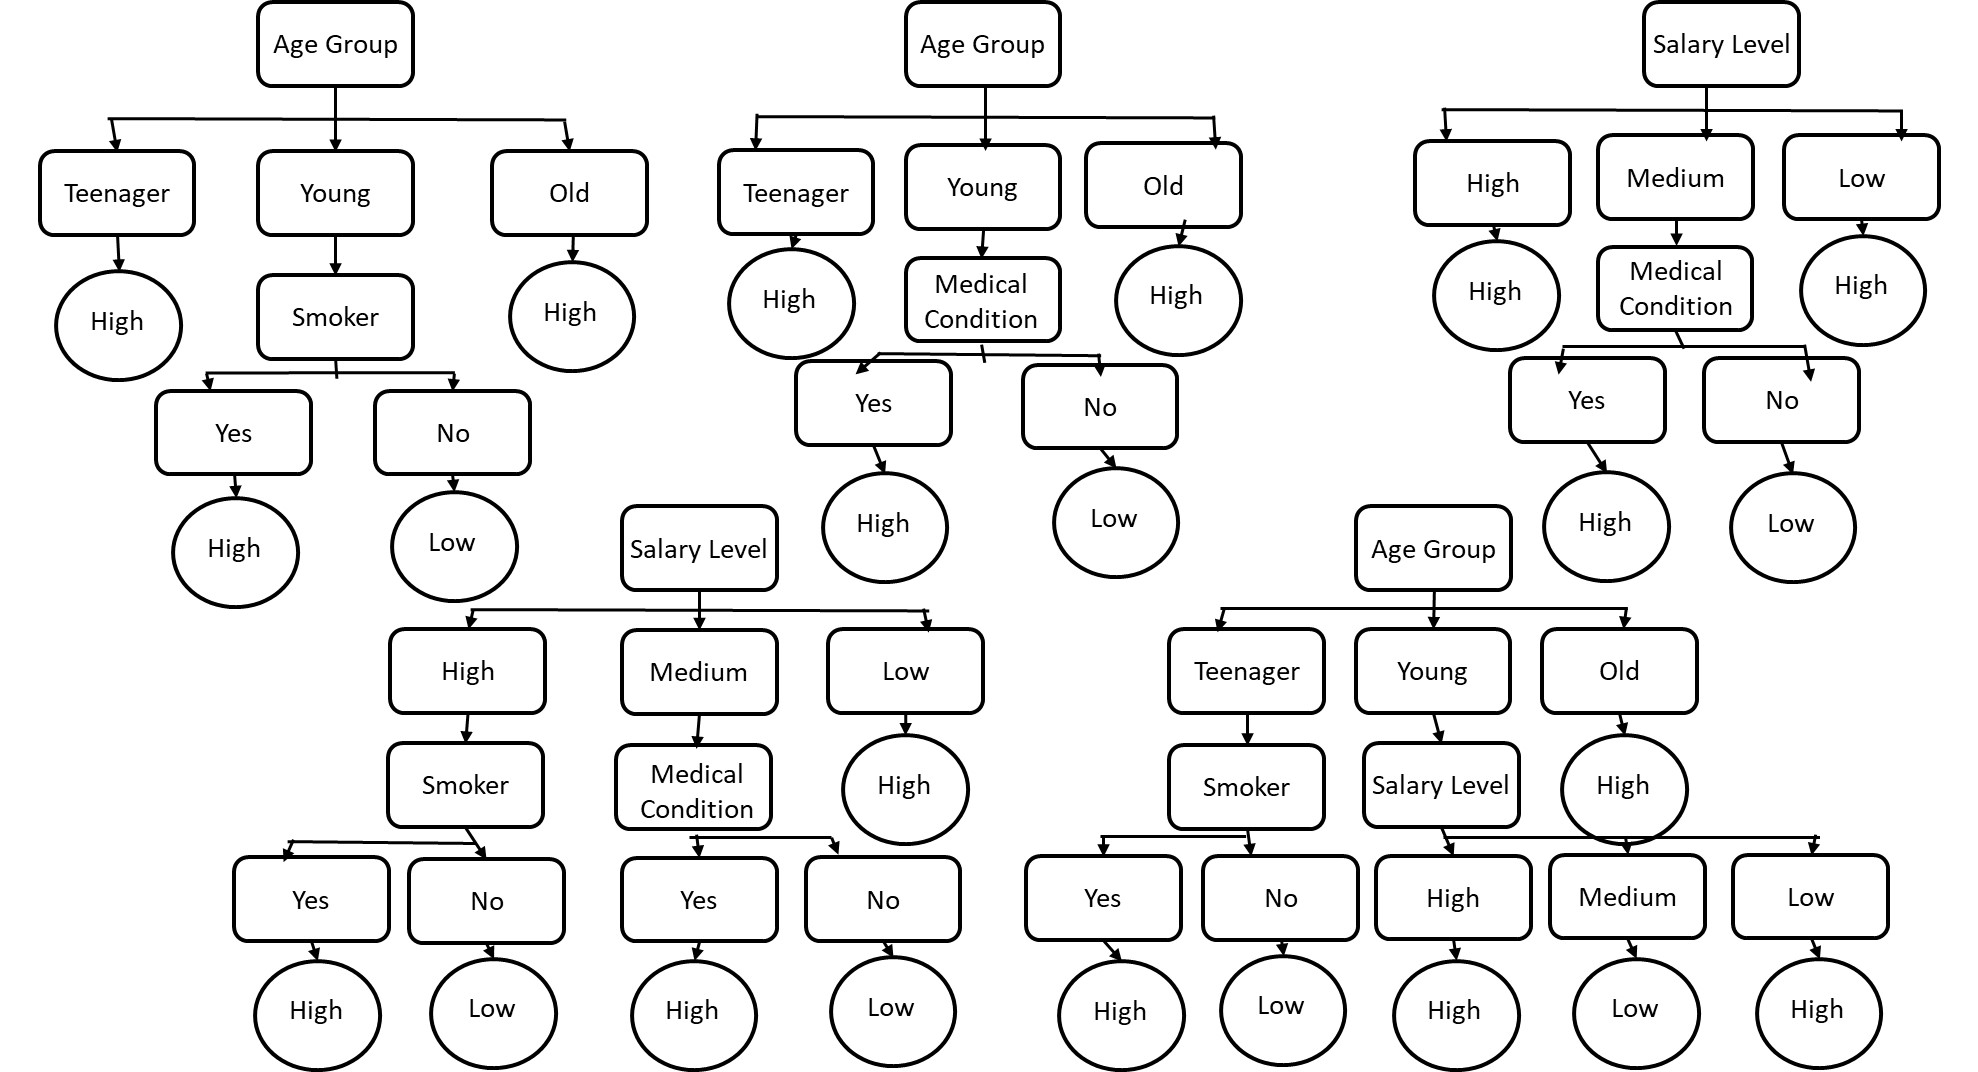 Age Group
Teenager
Young
Old
High
Smoker
High
Yes
No
High
Low
Age Group
Teenager
Young
Old
High
Medical
Condition
High
Yes
No
High
Low
Salary Level
High
Medium
Low
High
Medical
Condition
High
Yes
No
High
Low
Salary Level
High
Medium
Low
Smoker
Medical
Condition
High
Yes
No
Yes
No
High
Low
High
Low
Age Group
Teenager
Young
Old
Smoker
Salary Level
High
Yes
No
High
Medium
Low
High
Low
High
Low
High